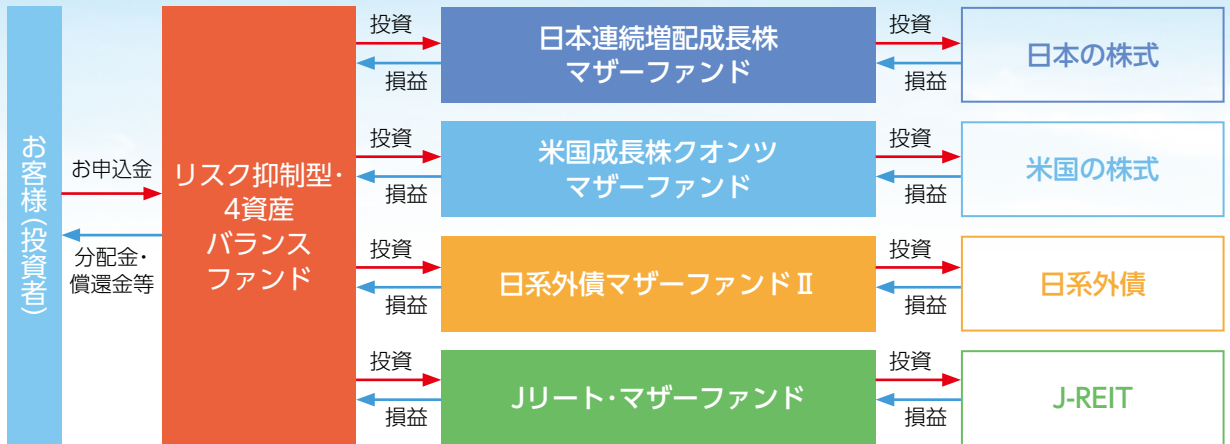 お客様(投資者)
お申込金
分配金・
償還金等
リスク抑制型・
4資産
バランス
ファンド
投資
損益
日本連続増配成長株
マザーファンド
投資
損益
日本の株式
投資
損益
米国成長株クオンツ
マザーファンド
投資
損益
米国の株式
投資
損益
日系外債マザーファンドⅡ
投資
損益
日系外債
投資
損益
Jリート・マザーファンド
投資
損益
J-REIT